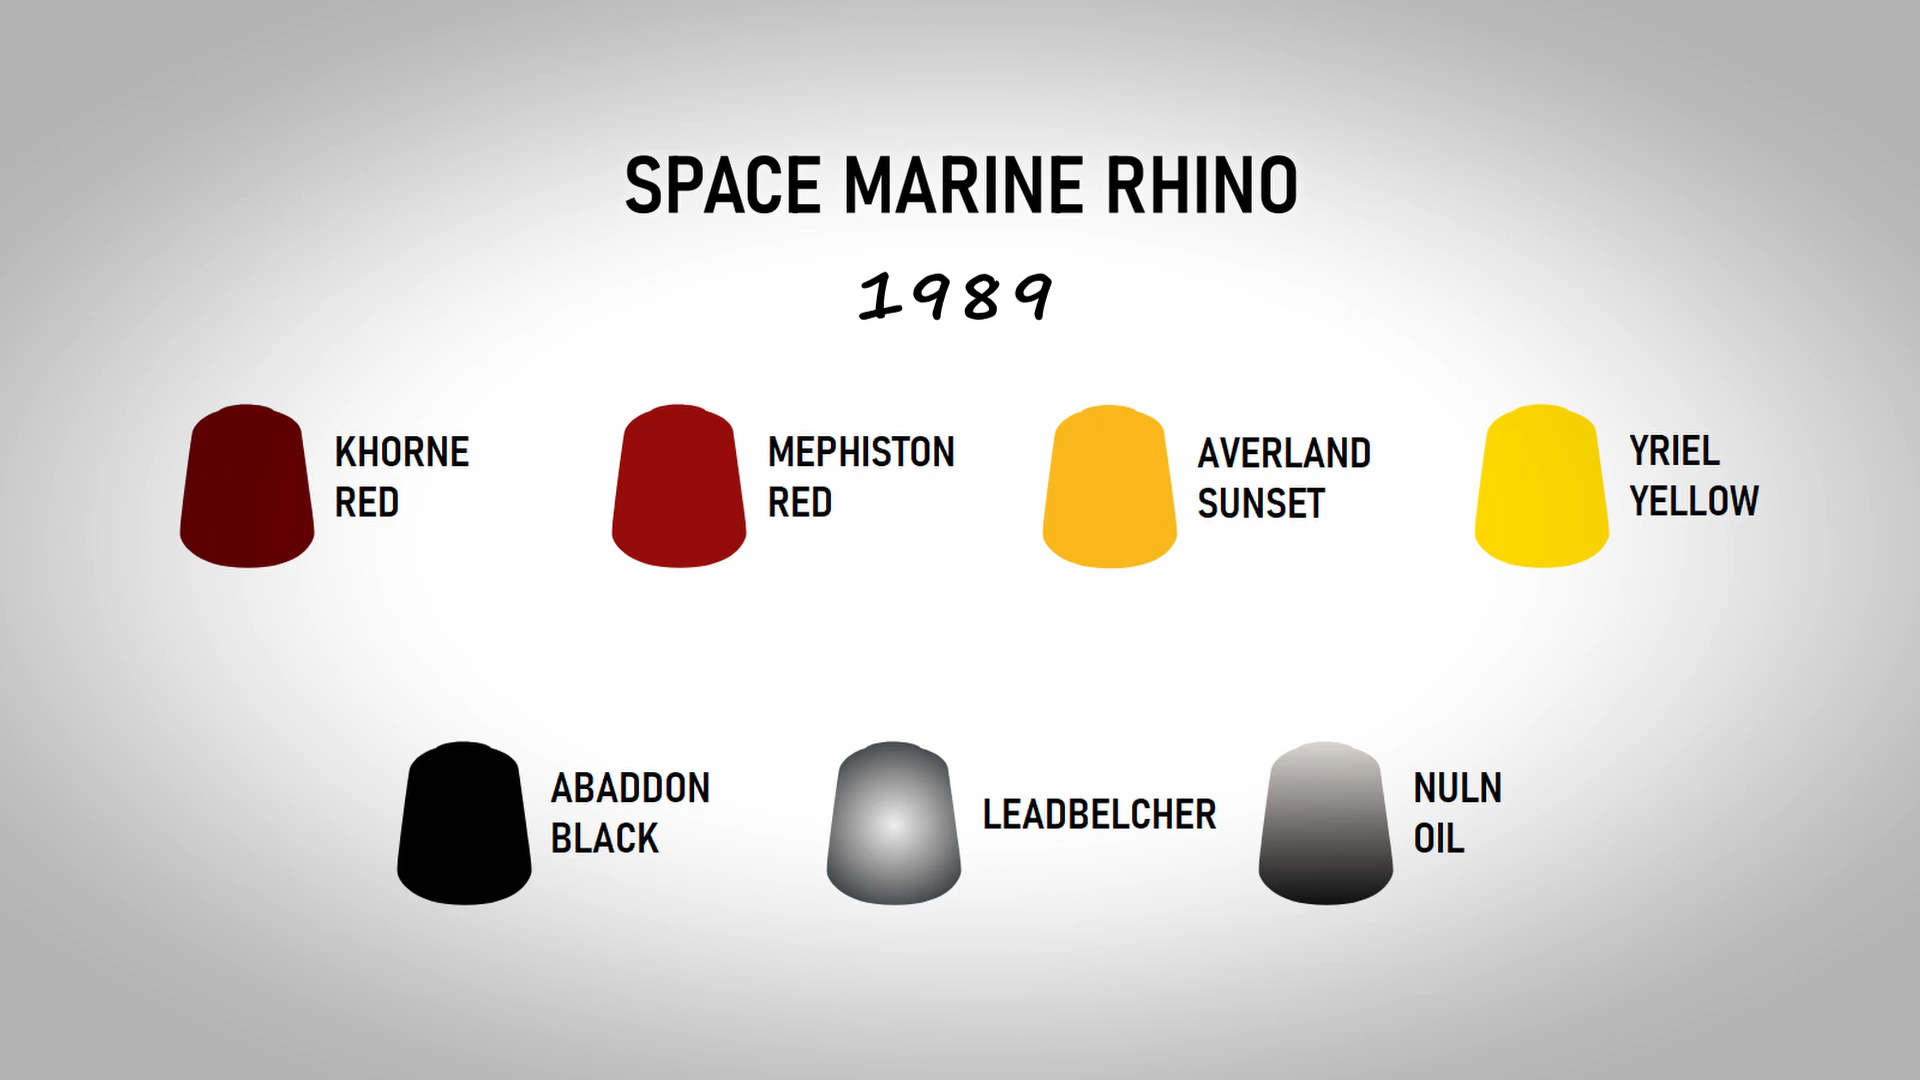 SPACE MARINE RHINO
1989
KHORNE
RED
MEPHISTON
RED
AVERLAND
SUNSET
YRIEL
YELLOW
ABADDON
BLACK
LEADBELCHER
NULN
OIL